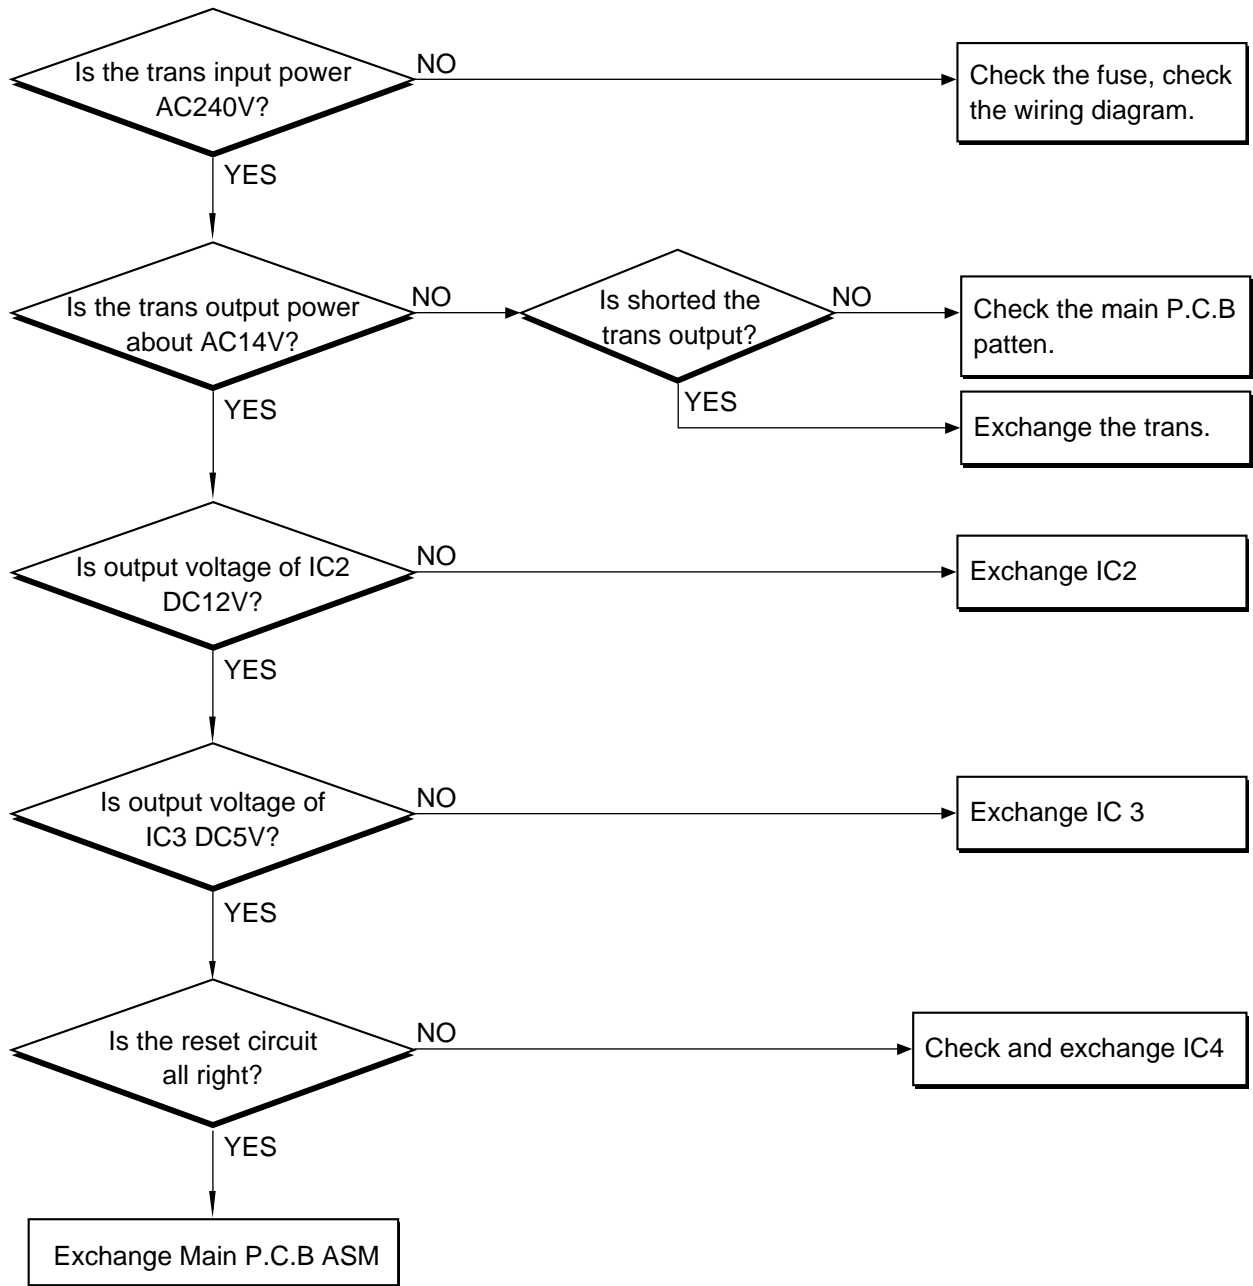 Is the trans input power
AC240V?
NO
Check the fuse, check
the wiring diagram.
YES
Is the trans output power
about AC14V?
NO
Is shorted the
trans output?
NO
Check the main P.C.B
patten.
YES
Exchange the trans.
YES
Is output voltage of IC2
DC12V?
NO
Exchange IC2
YES
Is output voltage of
IC3 DC5V?
NO
Exchange IC 3
YES
Is the reset circuit
all right?
NO
Check and exchange IC4
YES
Exchange Main P.C.B ASM